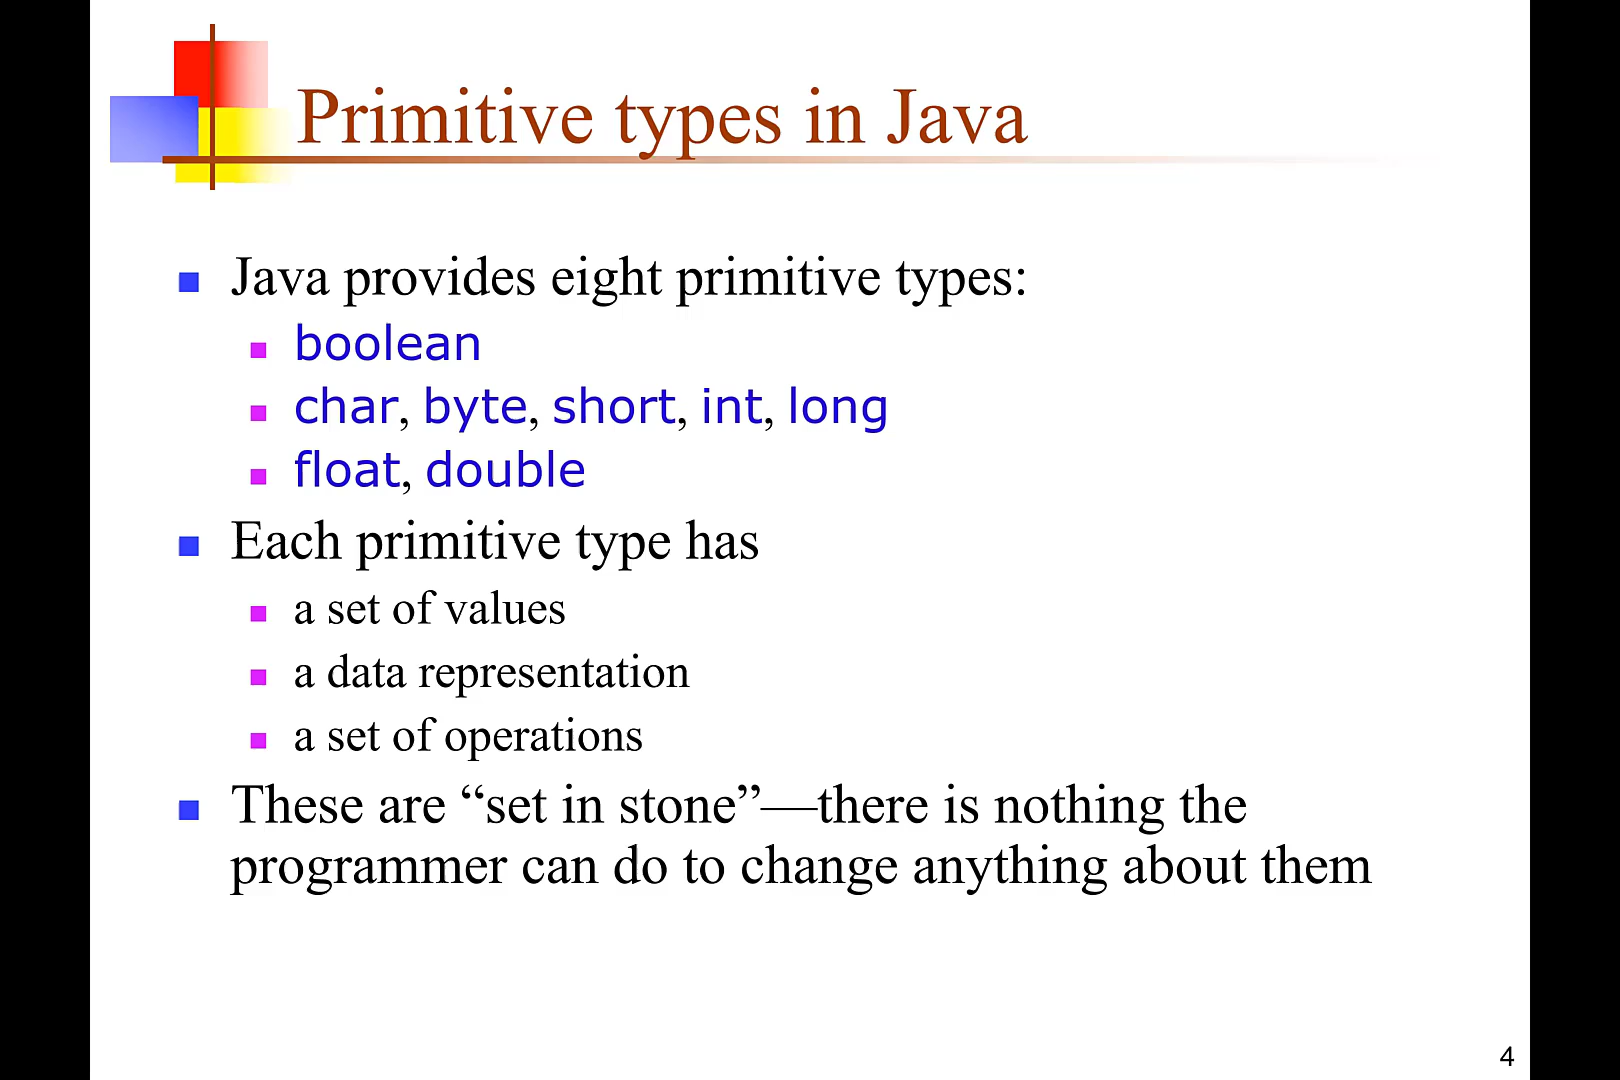 Primitive types in Java
Java provides eight primitive types:
boolean
char, byte, short, int, long
float, double
Each primitive type has
a set of values
a data representation
a set of operations
These are “set in stone”—there is nothing the
programmer can do to change anything about them
4